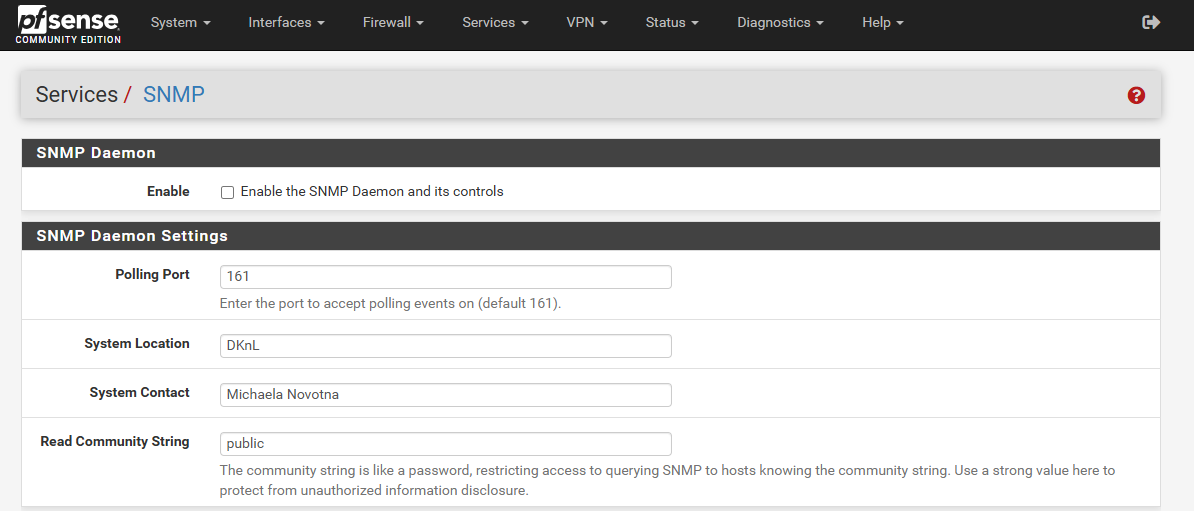 pfsense
COMMUNITY EDITION
System Interfaces Firewall Services VPN Status Diagnostics Help
Services / SNMP
?
SNMP Daemon
Enable Enable the SNMP Daemon and its controls
SNMP Daemon Settings
Polling Port 161
Enter the port to accept polling events on (default 161).
System Location DKnL
System Contact Michaela Novotna
Read Community String public
The community string is like a password, restricting access to querying SNMP to hosts knowing the community string. Use a strong value here to
protect from unauthorized information disclosure.